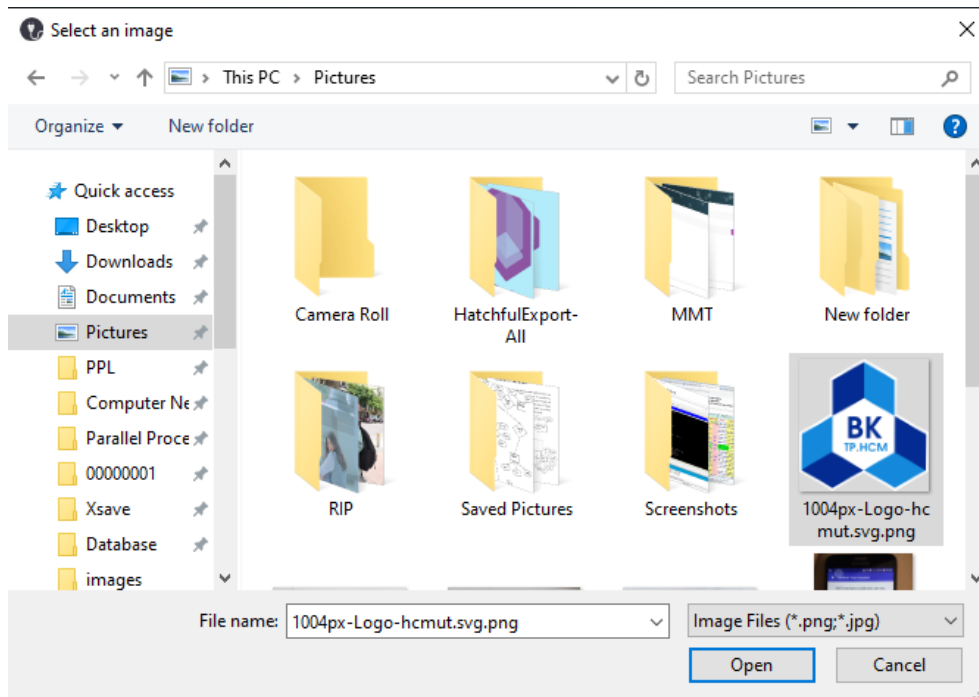 Select an image
This PC > Pictures
Search Pictures
Organize
New folder
Quick access
Desktop
Downloads
Documents
Pictures
PPL
Computer Ne
Parallel Proce
00000001
Xsave
Database
images
Camera Roll
HatchfulExport-
All
MMT
New folder
RIP
Saved Pictures
Screenshots
BK
TP.HCM
1004px-Logo-hc
mut.svg.png
File name: 1004px-Logo-hcmut.svg.png
Image Files (*.png;*.jpg)
Open
Cancel